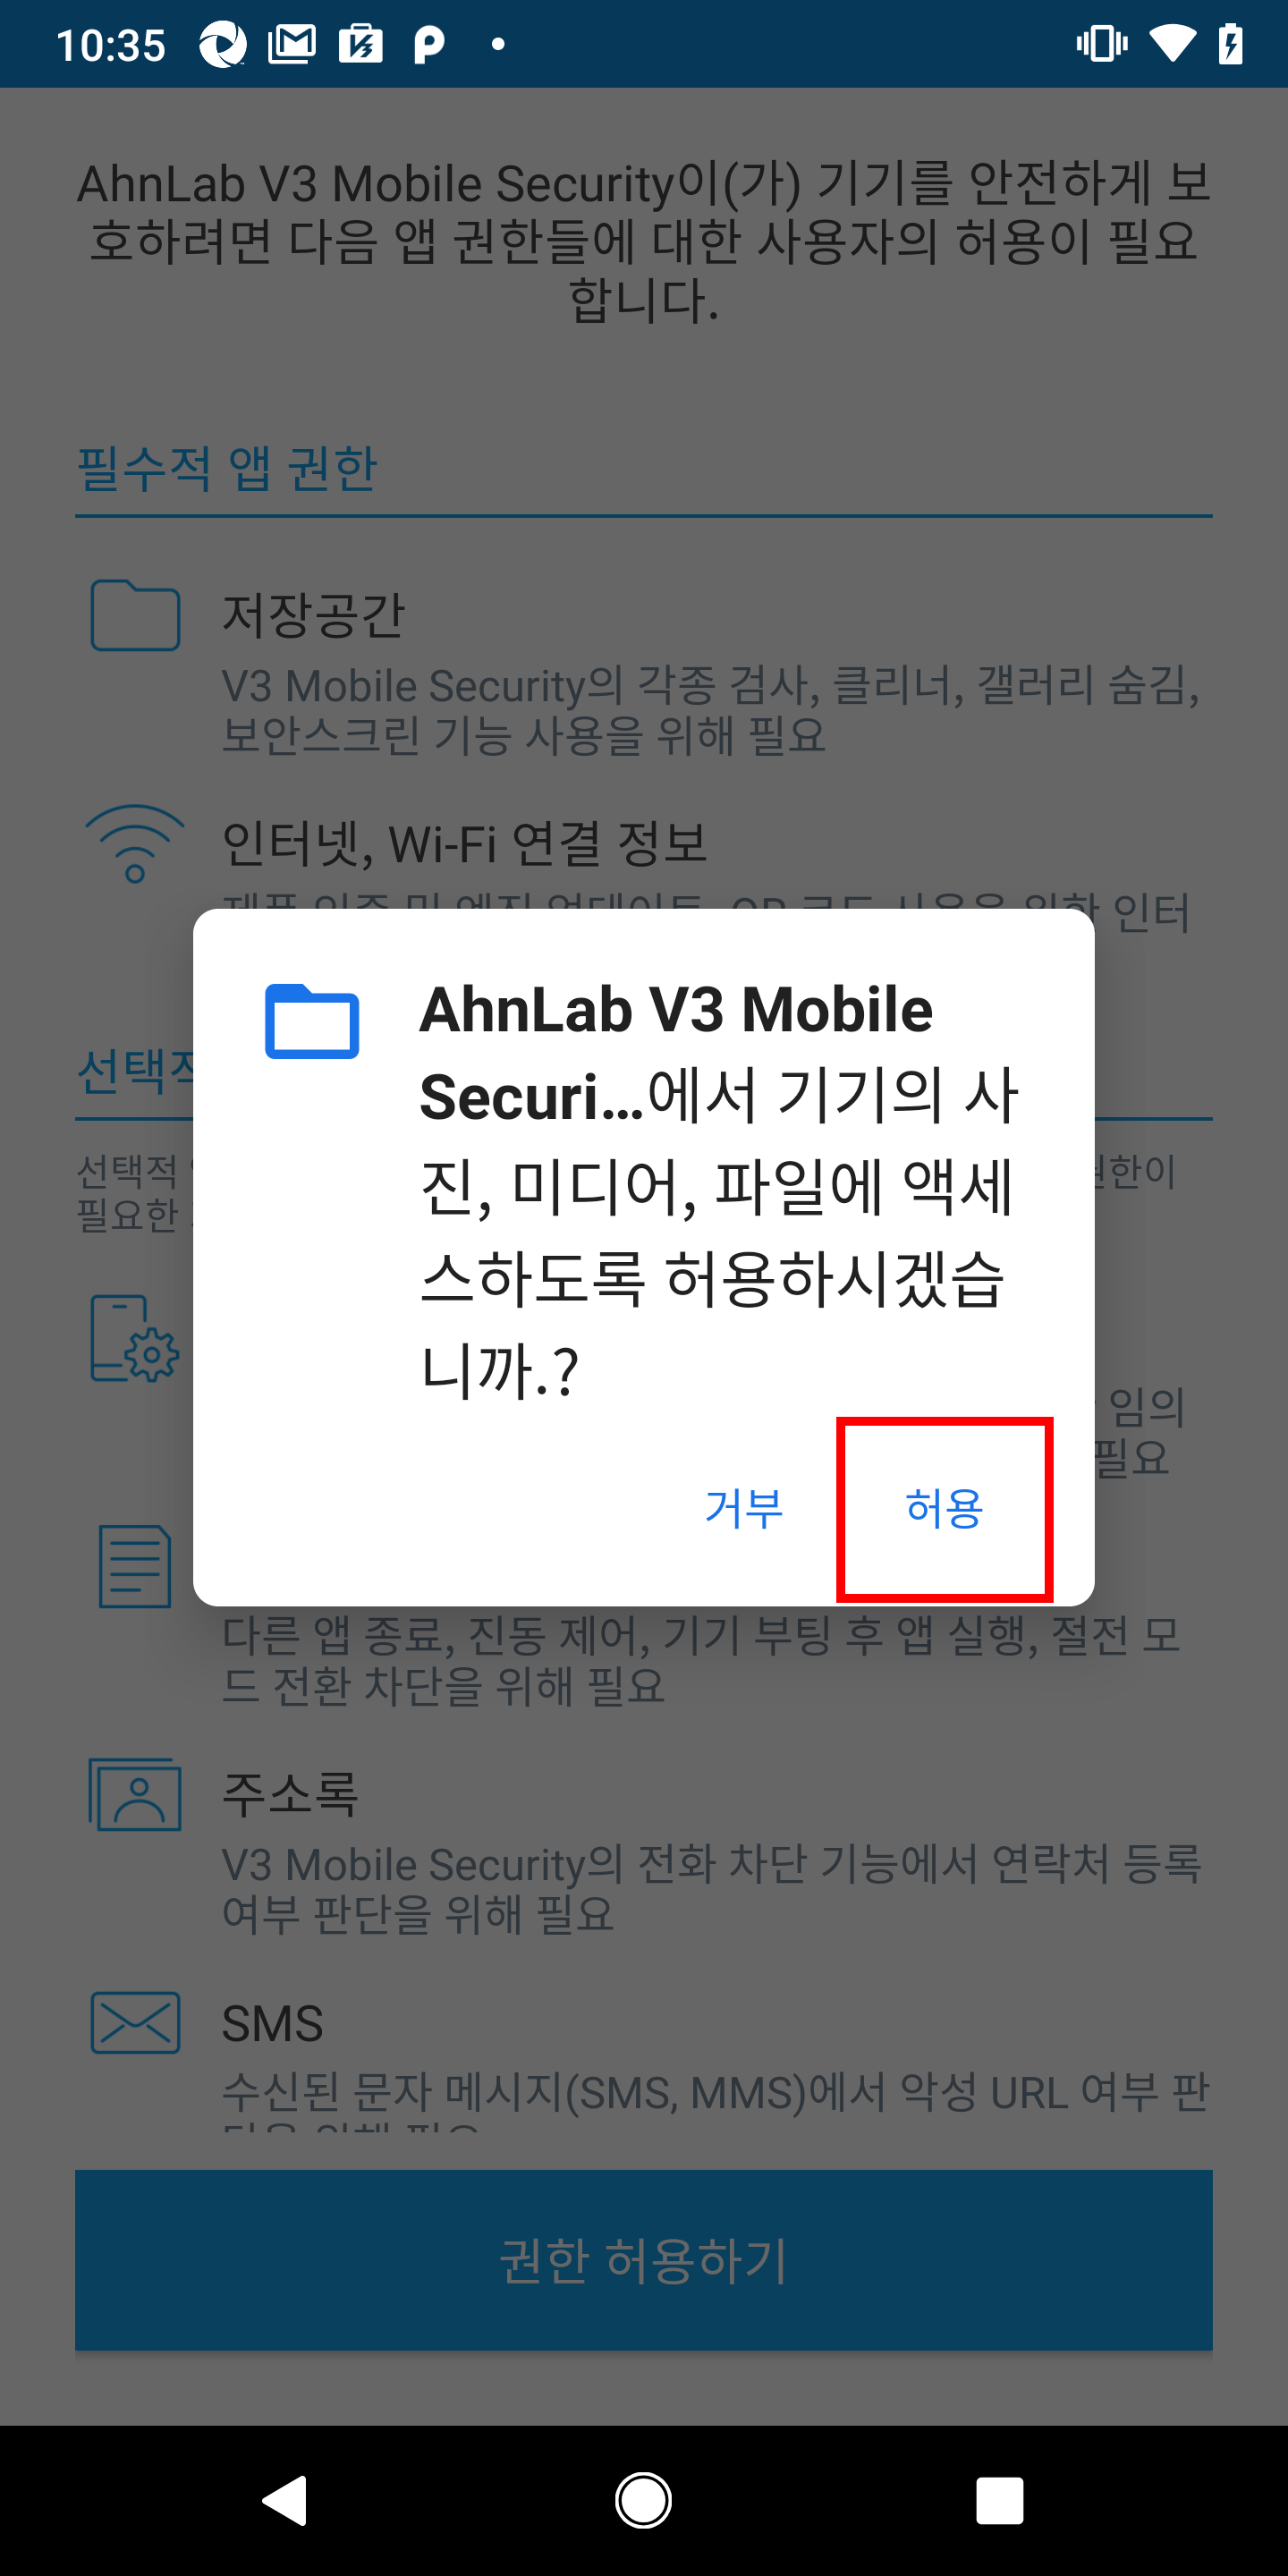 10:35
AhnLab V3 Mobile Security이(가) 기기를 안전하게 보
호하려면 다음 앱 권한들에 대한 사용자의 허용이 필요
합니다.
필수적 앱 권한
저장공간
V3 Mobile Security의 각종 검사, 클리너, 갤러리 숨김,
보안스크린 기능 사용을 위해 필요
인터넷, Wi-Fi 연결 정보
인터
AhnLab V3 Mobile
Securi...에서 기기의 사
진, 미디어, 파일에 액세
스하도록 허용하시겠습
니까.?
거부
허용
선택적
선택적
필요한
임의
필요
다른 앱 종료, 진동 제어, 기기 부팅 후 앱 실행, 절전 모
드 전환 차단을 위해 필요
주소록
V3 Mobile Security의 전화 차단 기능에서 연락처 등록
여부 판단을 위해 필요
SMS
수신된 문자 메시지(SMS, MMS)에서 악성 URL 여부 판
권한 허용하기